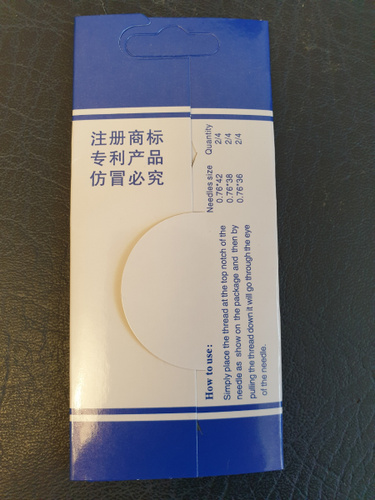 注册商标
专利产品
仿冒必究
Needles size Quantity
0.76*42 2/4
0.76*38 2/4
0.76*36 2/4
How to use:
Simply place the thread at the top notch of the
needle as show on the package and then by
pulling the thread down it will go through the eye
of the needle.